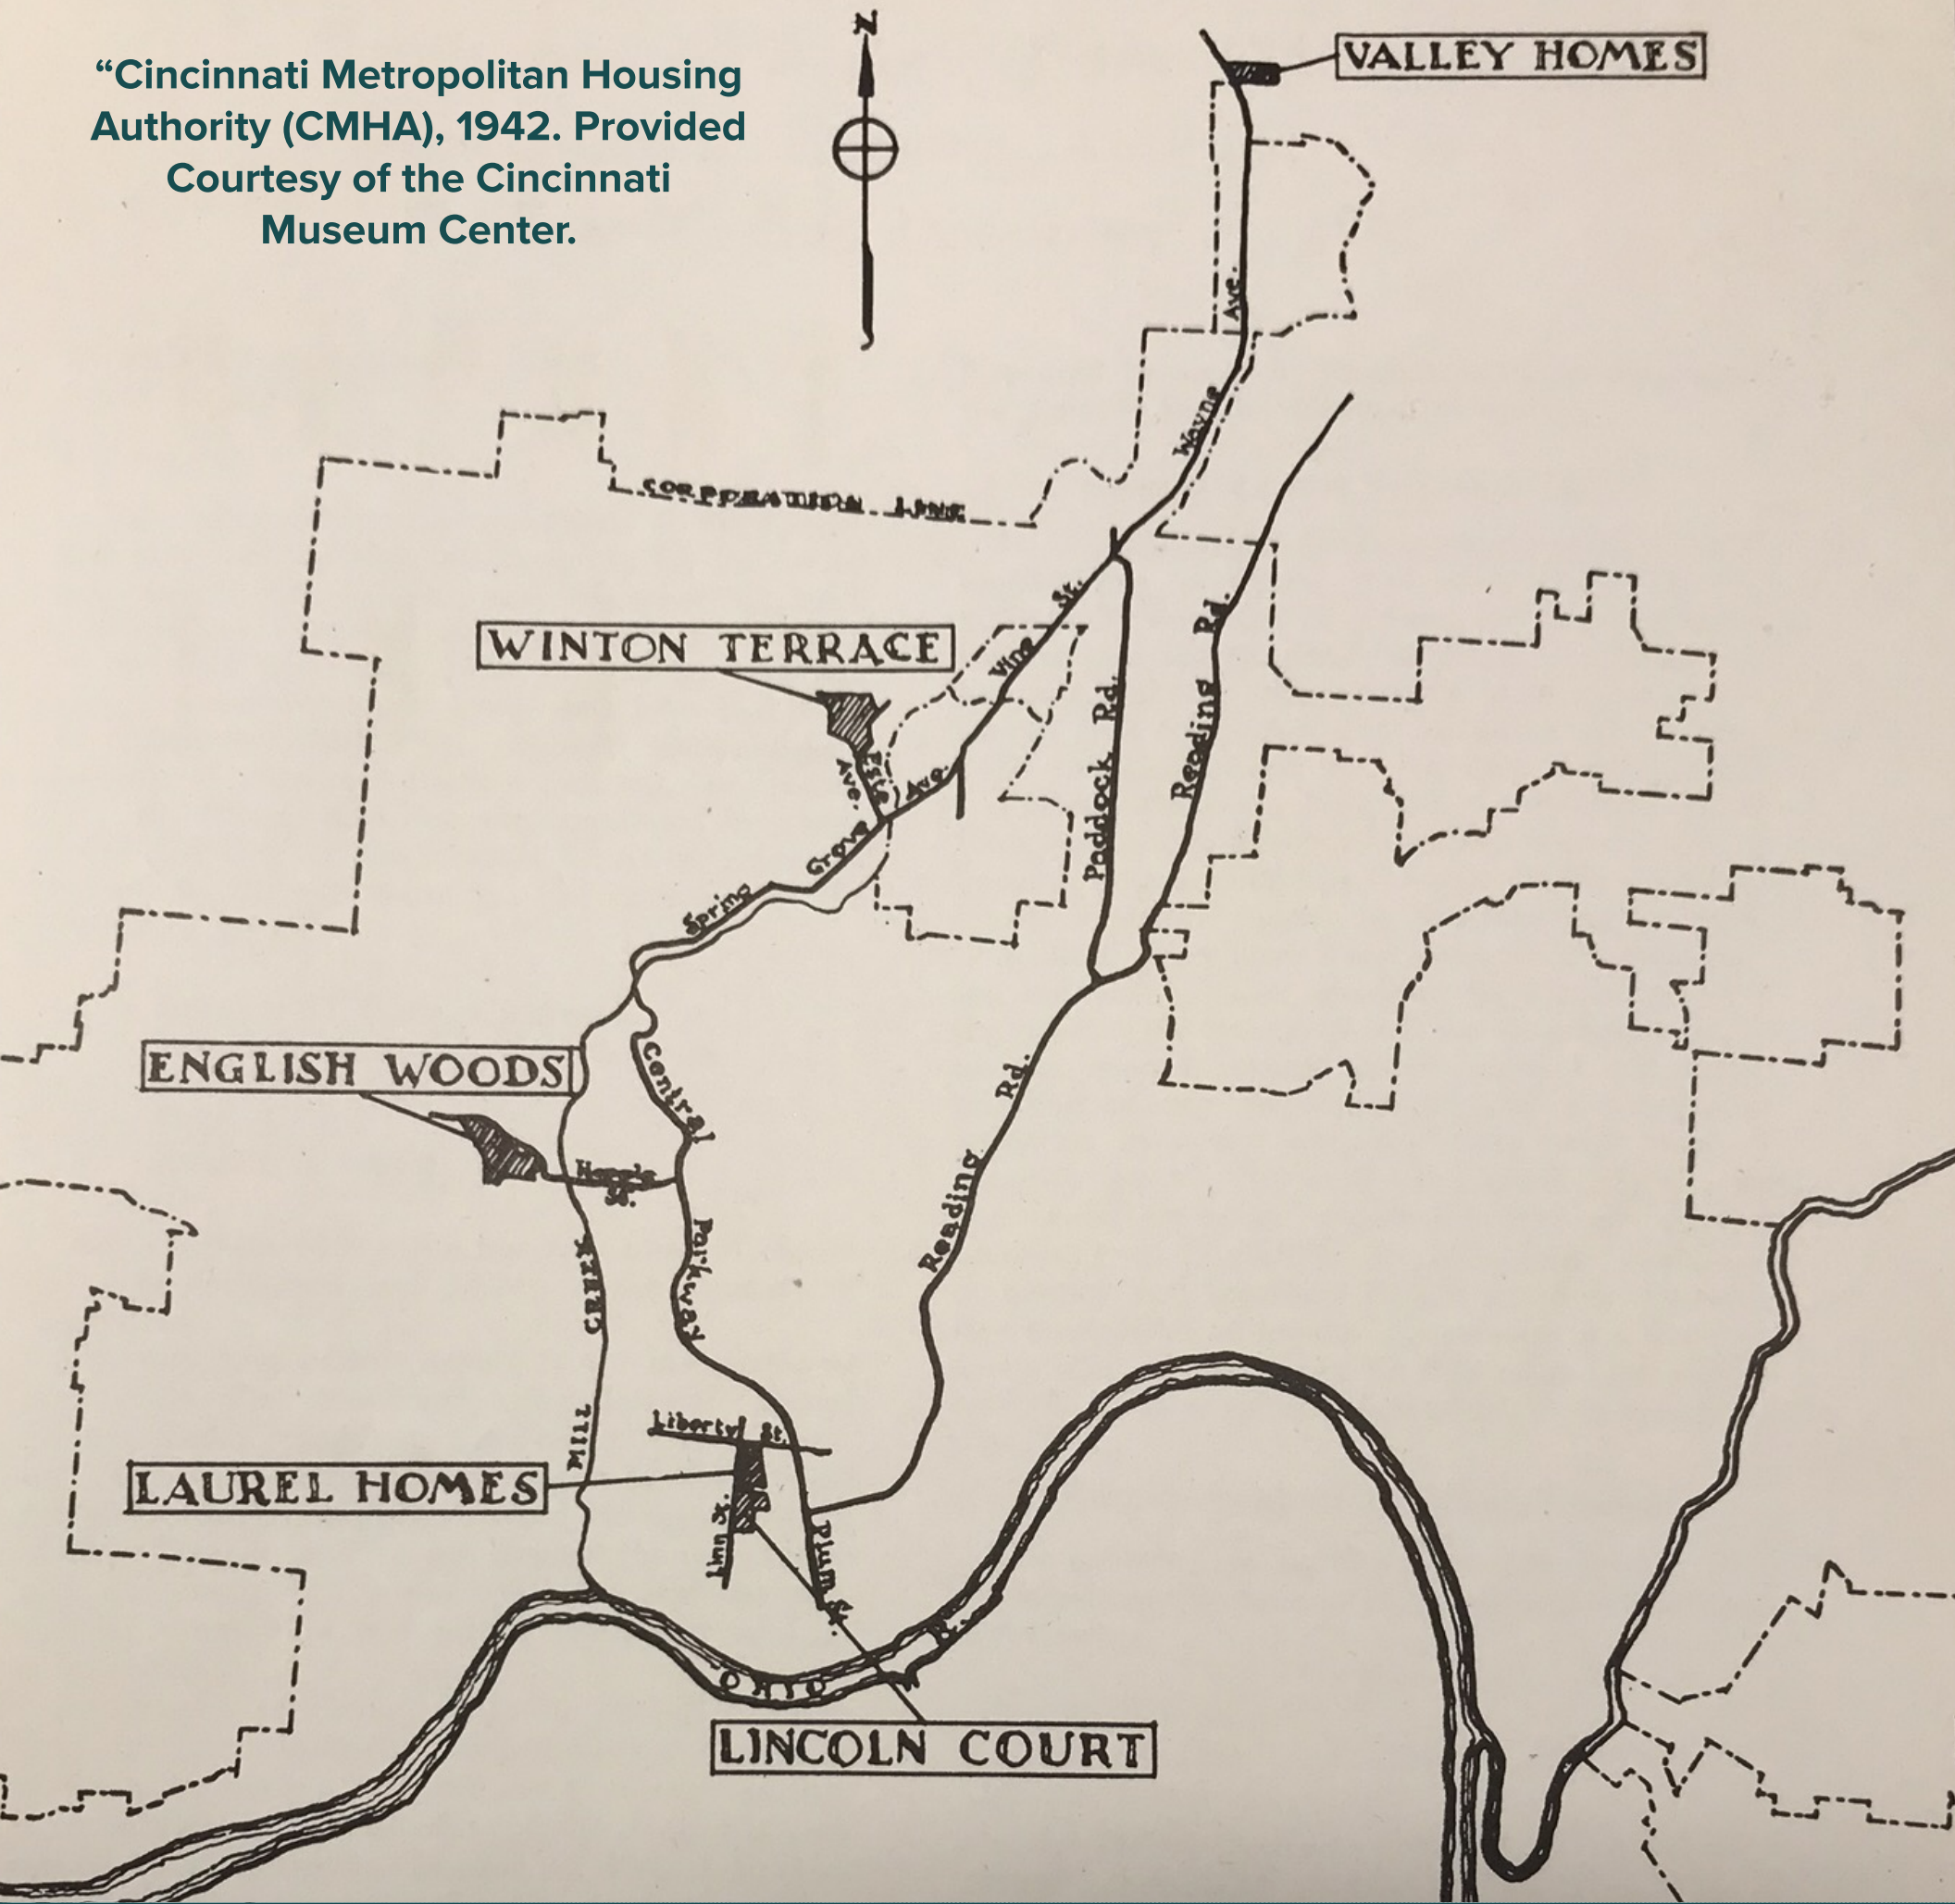 “Cincinnati Metropolitan Housing
Authority (CMHA), 1942. Provided
Courtesy of the Cincinnati
Museum Center.
N
VALLEY HOMES
Wayne Ave.
CORPORATION LINE
WINTON TERRACE
Vine St.
Este Ave.
Spring Grove Ave.
Paddock Rd.
Reading Rd.
ENGLISH WOODS
Central Parkway
St.
Reading Rd.
MILL CREEK
Liberty St.
LAUREL HOMES
Linn St.
Plum St.
OHIO R.
LINCOLN COURT